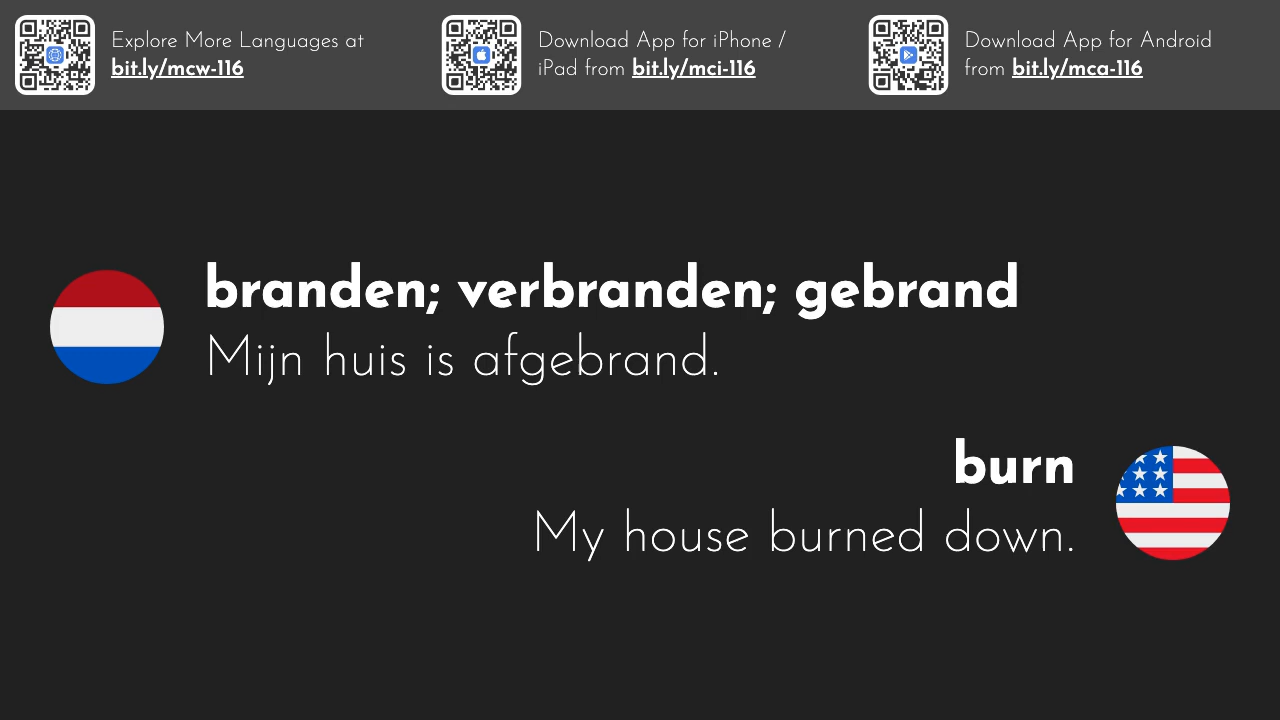 Explore More Languages at
bit.ly/mcw-116
Download App for iPhone /
iPad from bit.ly/mci-116
Download App for Android
from bit.ly/mca-116
branden; verbranden; gebrand
Mijn huis is afgebrand.
burn
My house burned down.